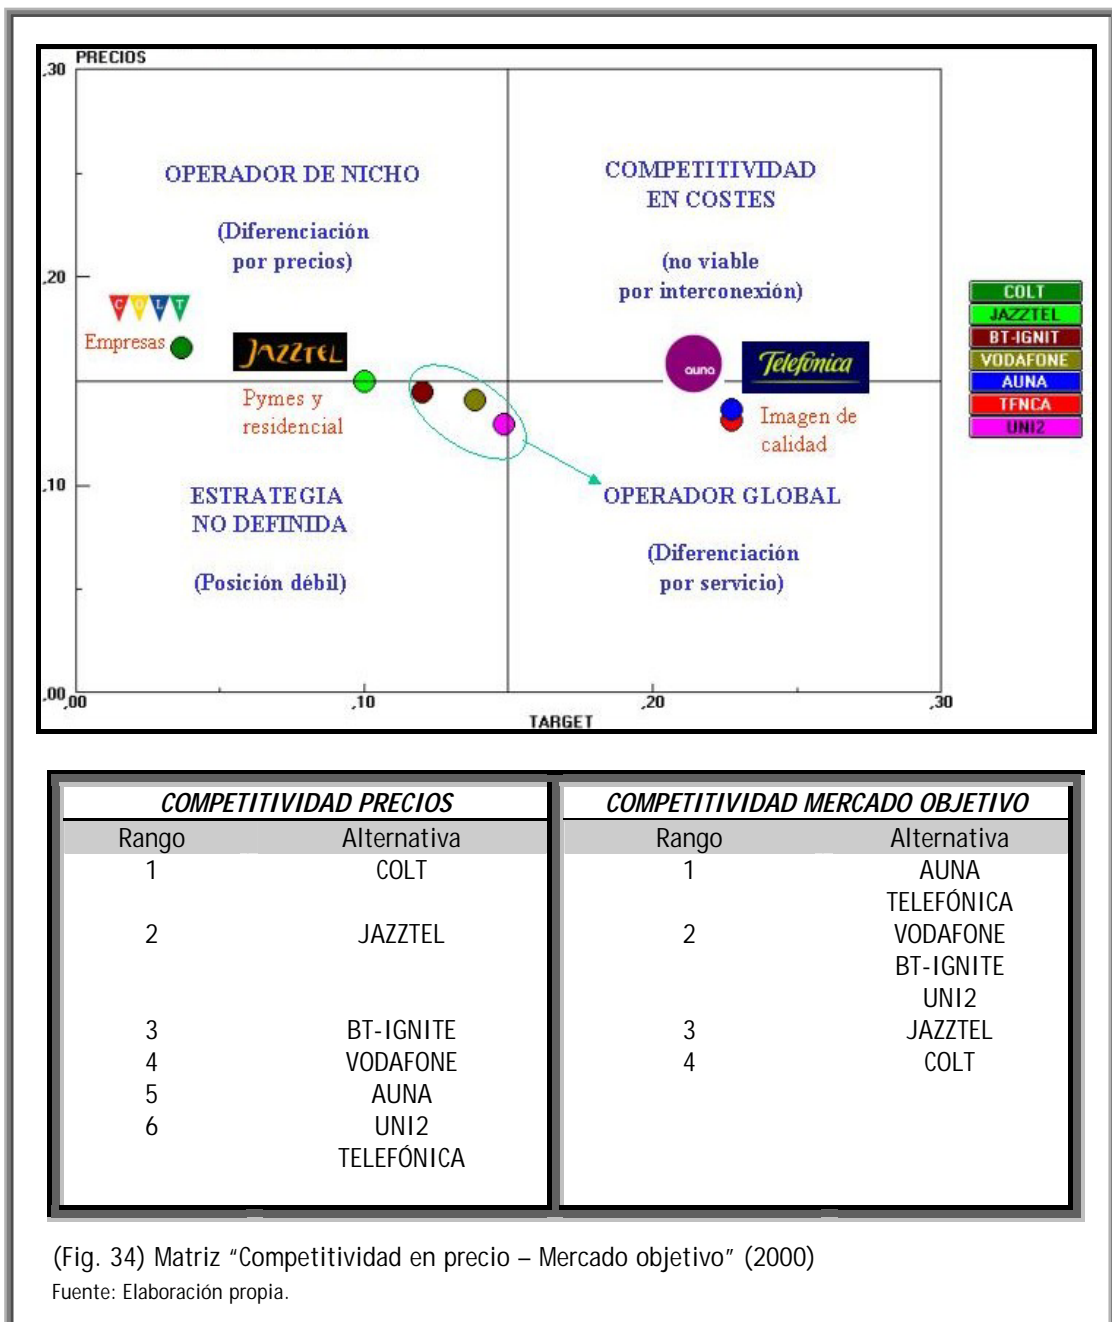 PRECIOS
,30
OPERADOR DE NICHO
(Diferenciación
por precios)
COMPETITIVIDAD
EN COSTES
(no viable
por interconexión)
,20
COLT
Empresas
JAZZTEL
Pymes y
residencial
auna
Telefónica
Imagen de
calidad
COLT
JAZZTEL
BT-IGNIT
VODAFONE
AUNA
TFNCA
UNI2
,10
ESTRATEGIA
NO DEFINIDA
(Posición débil)
OPERADOR GLOBAL
(Diferenciación
por servicio)
,00
,00 ,10 ,20 ,30
TARGET
COMPETITIVIDAD PRECIOS COMPETITIVIDAD MERCADO OBJETIVO
Rango Alternativa Rango Alternativa
1 COLT 1 AUNA
TELEFÓNICA
2 JAZZTEL 2 VODAFONE
BT-IGNITE
UNI2
3 BT-IGNITE 3 JAZZTEL
4 VODAFONE 4 COLT
5 AUNA
6 UNI2
TELEFÓNICA
(Fig. 34) Matriz “Competitividad en precio – Mercado objetivo” (2000)
Fuente: Elaboración propia.